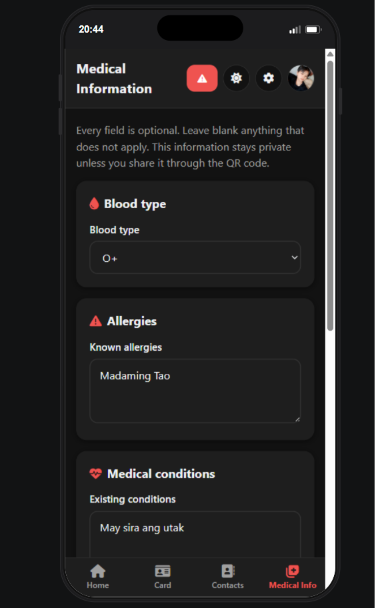 20:44
Medical
Information
Every field is optional. Leave blank anything that
does not apply. This information stays private
unless you share it through the QR code.
Blood type
Blood type
O+
Allergies
Known allergies
Madaming Tao
Medical conditions
Existing conditions
May sira ang utak
Home
Card
Contacts
Medical Info